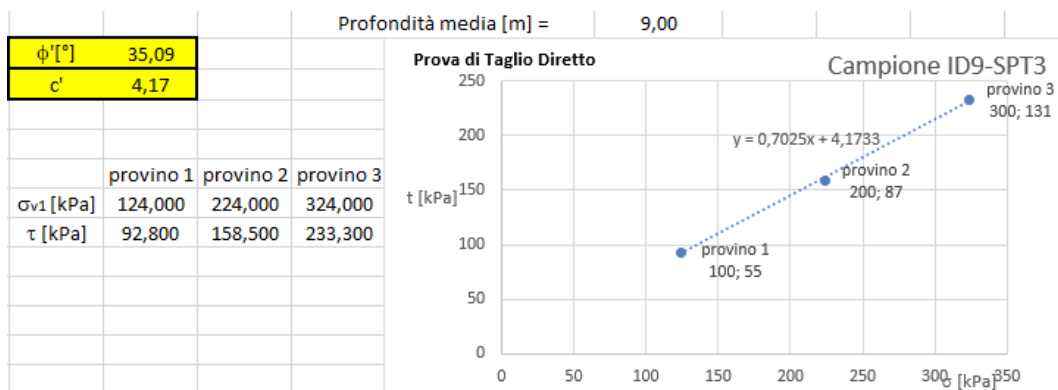 Profondità media [m] = 9,00
ϕ'[°] 35,09
c' 4,17
provino 1 provino 2 provino 3
σv1 [kPa] 124,000 224,000 324,000
τ [kPa] 92,800 158,500 233,300
Prova di Taglio Diretto
Campione ID9-SPT3
250
200
150
100
50
0
t [kPa]
y = 0,7025x + 4,1733
provino 3
300; 131
provino 2
200; 87
provino 1
100; 55
0 50 100 150 200 250 300 350
σ [kPa]